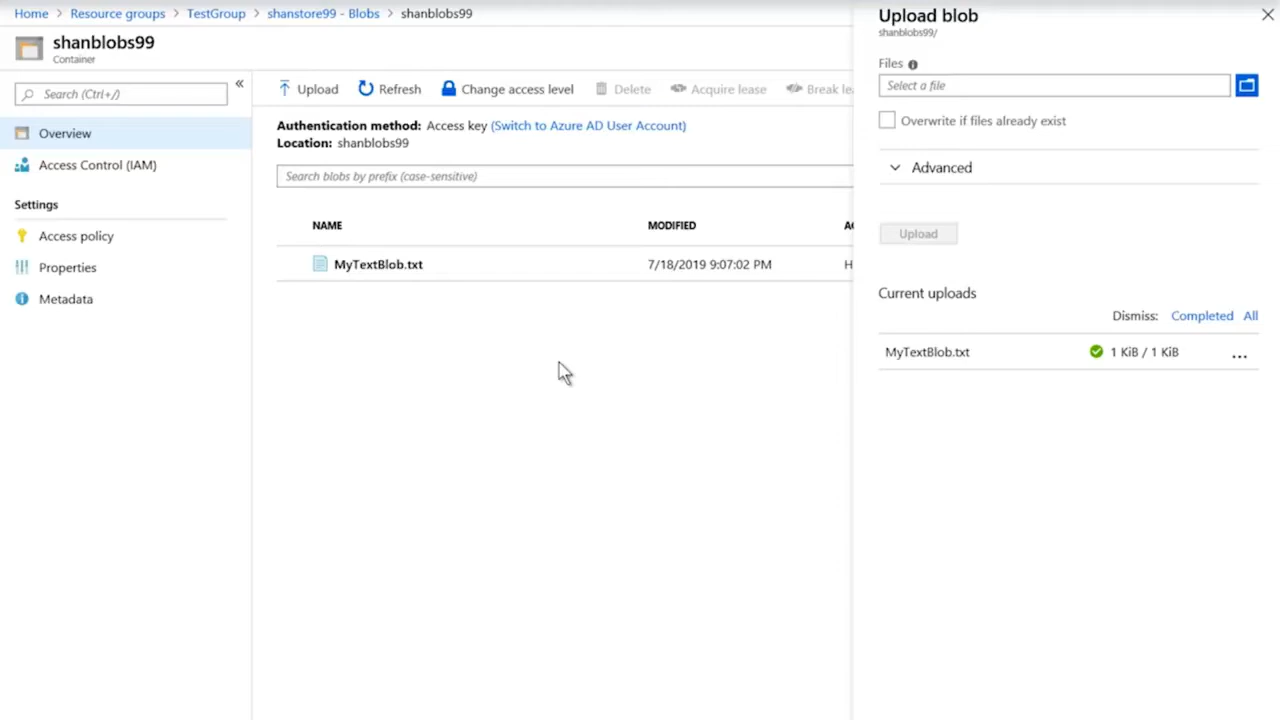 Home > Resource groups > TestGroup > shanstore99 - Blobs > shanblobs99
shanblobs99
Container
Search (Ctrl+/)
«
Overview
Access Control (IAM)
Settings
Access policy
Properties
Metadata
Upload Refresh Change access level Delete Acquire lease Break lea
Authentication method: Access key (Switch to Azure AD User Account)
Location: shanblobs99
Search blobs by prefix (case-sensitive)
NAME MODIFIED AC
MyTextBlob.txt 7/18/2019 9:07:02 PM H
Upload blob
shanblobs99/
Files
Select a file
Overwrite if files already exist
Advanced
Upload
Current uploads
Dismiss: Completed All
MyTextBlob.txt 1 KiB / 1 KiB ...